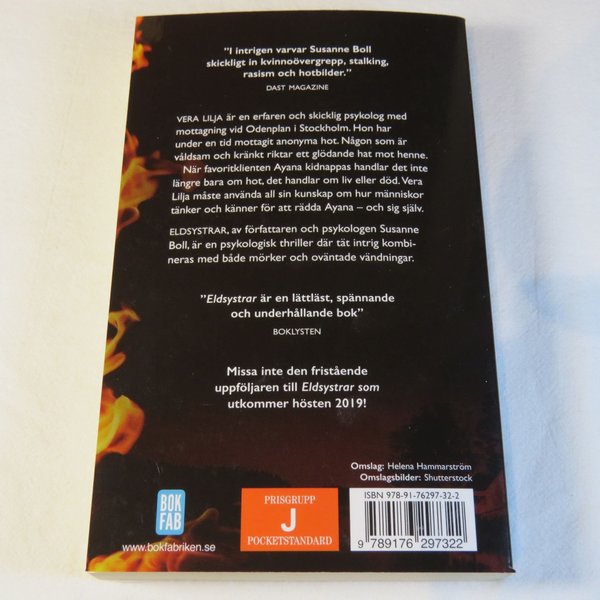 ”I intrigen varvar Susanne Boll
skickligt in kvinnoövergrepp, stalking,
rasism och hotbilder.”
DAST MAGAZINE
VERA LILJA är en erfaren och skicklig psykolog med
mottagning vid Odenplan i Stockholm. Hon har
under en tid mottagit anonyma hot. Någon som är
våldsam och kränkt riktar ett glödande hat mot henne.
När favoritklienten Ayana kidnappas handlar det inte
längre bara om hot, det handlar om liv eller död. Vera
Lilja måste använda all sin kunskap om hur människor
tänker och känner för att rädda Ayana – och sig själv.
ELDSYSTRAR, av författaren och psykologen Susanne
Boll, är en psykologisk thriller där tät intrig kombi-
neras med både mörker och oväntade vändningar.
”Eldsystrar är en lättläst, spännande
och underhållande bok”
BOKLYSTEN
Missa inte den fristående
uppföljaren till Eldsystrar som
utkommer hösten 2019!
Omslag: Helena Hammarström
Omslagsbilder: Shutterstock
BOK
FAB
www.bokfabriken.se
PRISGRUPP
J
POCKETSTANDARD
ISBN 978-91-76297-32-2
9 789176 297322